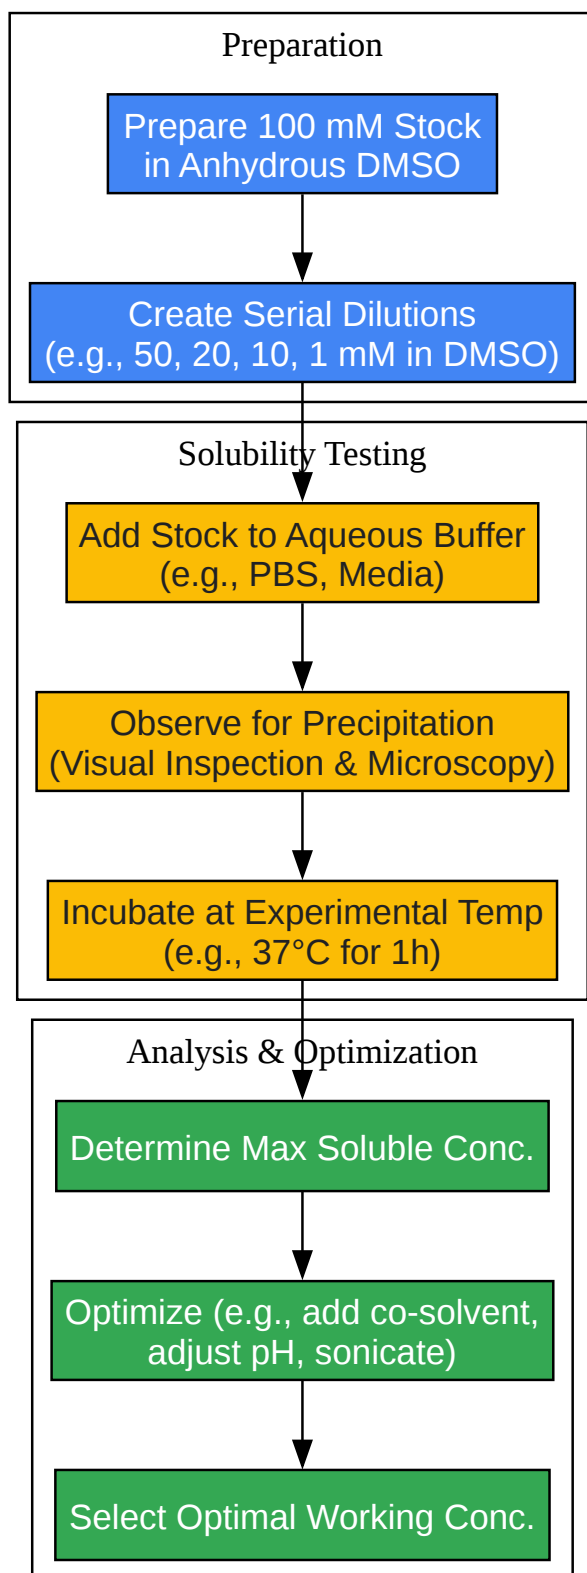 Preparation
Prepare 100 mM Stock
in Anhydrous DMSO
Create Serial Dilutions
(e.g., 50, 20, 10, 1 mM in DMSO)
Solubility Testing
Add Stock to Aqueous Buffer
(e.g., PBS, Media)
Observe for Precipitation
(Visual Inspection & Microscopy)
Incubate at Experimental Temp
(e.g., 37°C for 1h)
Analysis & Optimization
Determine Max Soluble Conc.
Optimize (e.g., add co-solvent,
adjust pH, sonicate)
Select Optimal Working Conc.